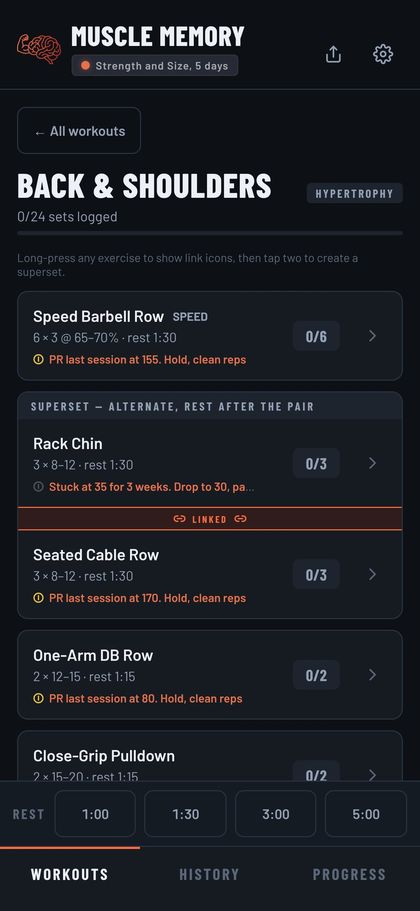 MUSCLE MEMORY
Strength and Size, 5 days
← All workouts
BACK & SHOULDERS
HYPERTROPHY
0/24 sets logged
Long-press any exercise to show link icons, then tap two to create a
superset.
Speed Barbell Row SPEED
6 × 3 @ 65–70% · rest 1:30
0/6
PR last session at 155. Hold, clean reps
SUPERSET — ALTERNATE, REST AFTER THE PAIR
Rack Chin
3 × 8–12 · rest 1:30
0/3
Stuck at 35 for 3 weeks. Drop to 30, pa...
LINKED
Seated Cable Row
3 × 8–12 · rest 1:30
0/3
PR last session at 170. Hold, clean reps
One-Arm DB Row
2 × 12–15 · rest 1:15
0/2
PR last session at 80. Hold, clean reps
Close-Grip Pulldown
2 × 15–20 · rest 1:15
0/2
REST 1:00 1:30 3:00 5:00
WORKOUTS HISTORY PROGRESS